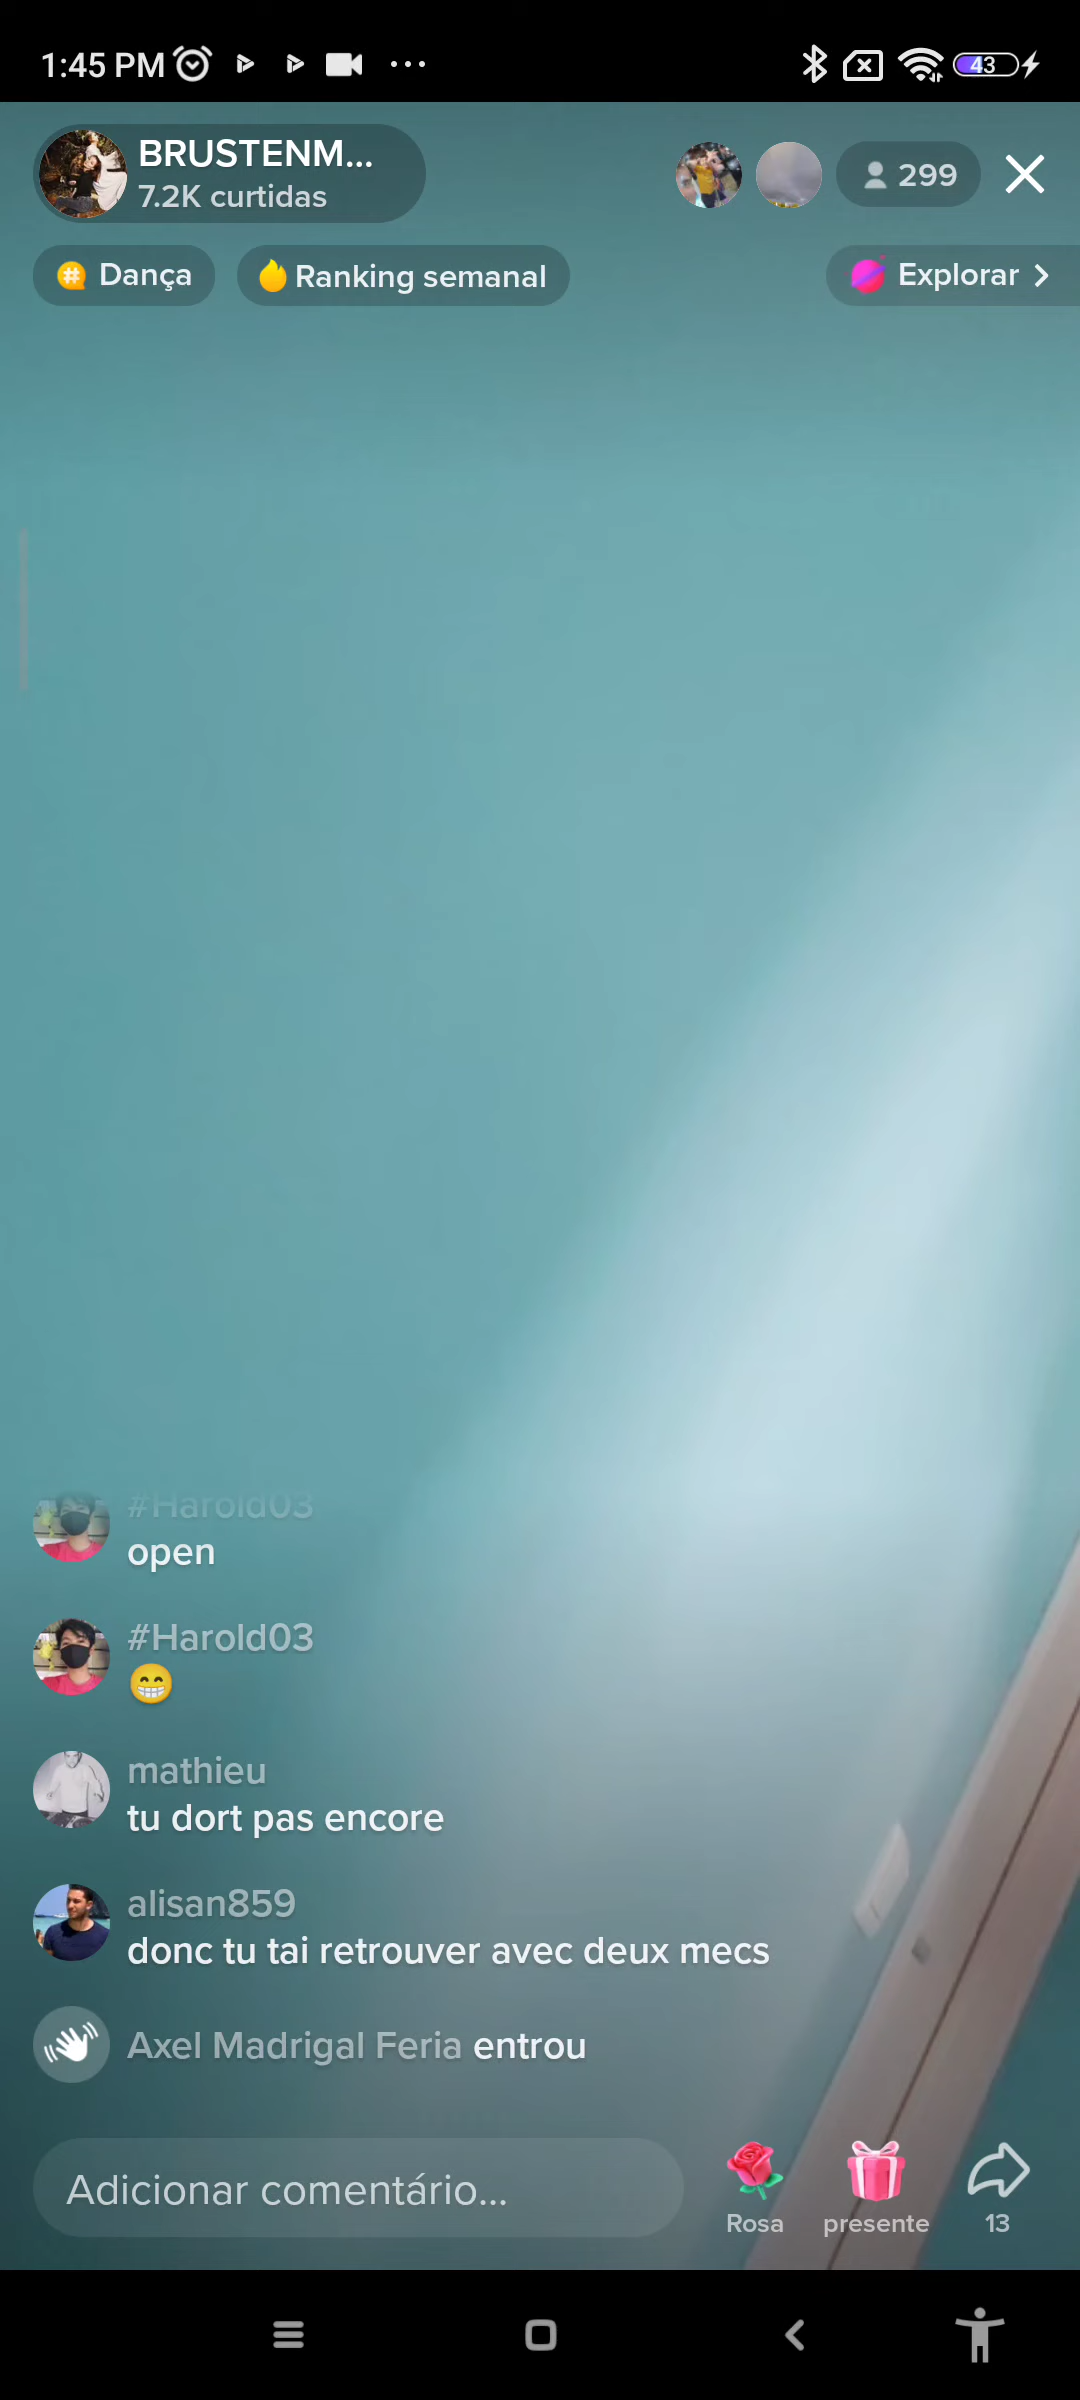 1:45 PM
43
BRUSTENM...
7.2K curtidas
299
Dança
Ranking semanal
Explorar
#Harold03
open
#Harold03
😁
mathieu
tu dort pas encore
alisan859
donc tu tai retrouver avec deux mecs
Axel Madrigal Feria entrou
Adicionar comentário...
Rosa
presente
13